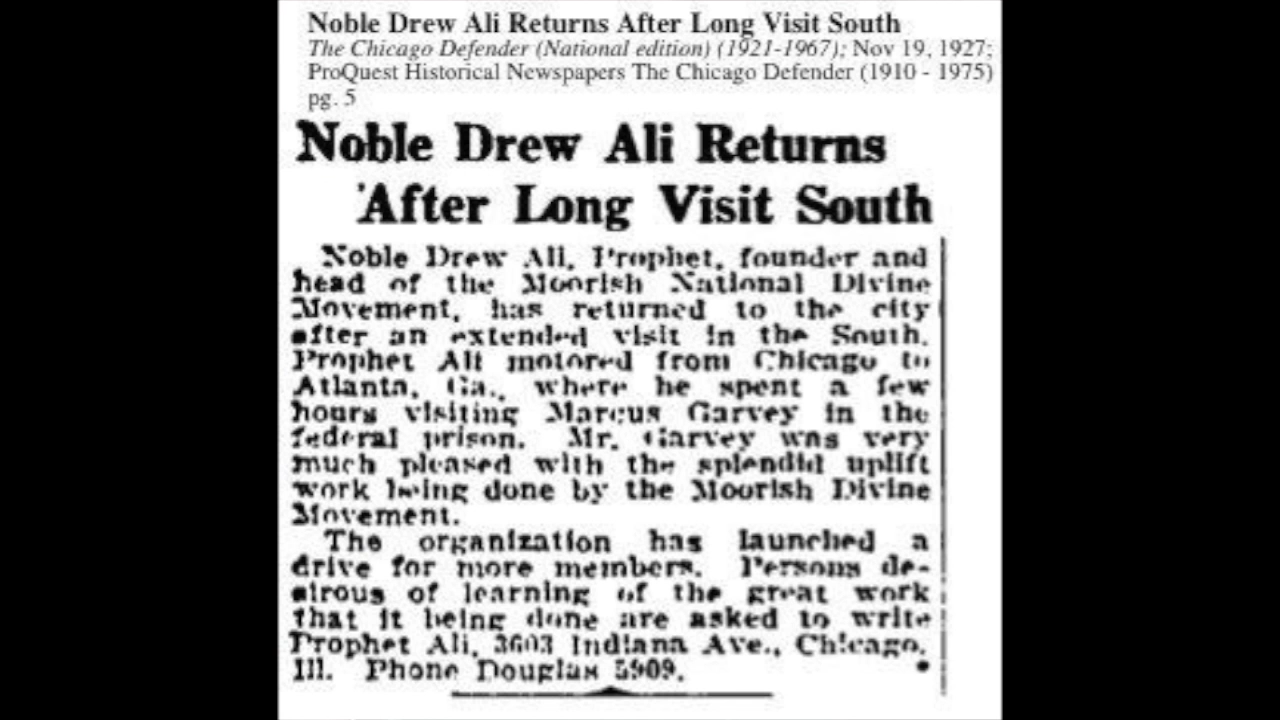 Noble Drew Ali Returns After Long Visit South
The Chicago Defender (National edition) (1921-1967); Nov 19, 1927;
ProQuest Historical Newspapers The Chicago Defender (1910 - 1975)
pg. 5
Noble Drew Ali Returns
After Long Visit South
Noble Drew Ali, Prophet, founder and
head of the Moorish National Divine
Movement, has returned to the city
after an extended visit in the South.
Prophet Ali motored from Chicago to
Atlanta, Ga., where he spent a few
hours visiting Marcus Garvey in the
federal prison. Mr. Garvey was very
much pleased with the splendid uplift
work being done by the Moorish Divine
Movement.
The organization has launched a
drive for more members. Persons de-
sirous of learning of the great work
that it being done are asked to write
Prophet Ali, 3603 Indiana Ave., Chicago,
Ill. Phone Douglas 5909.